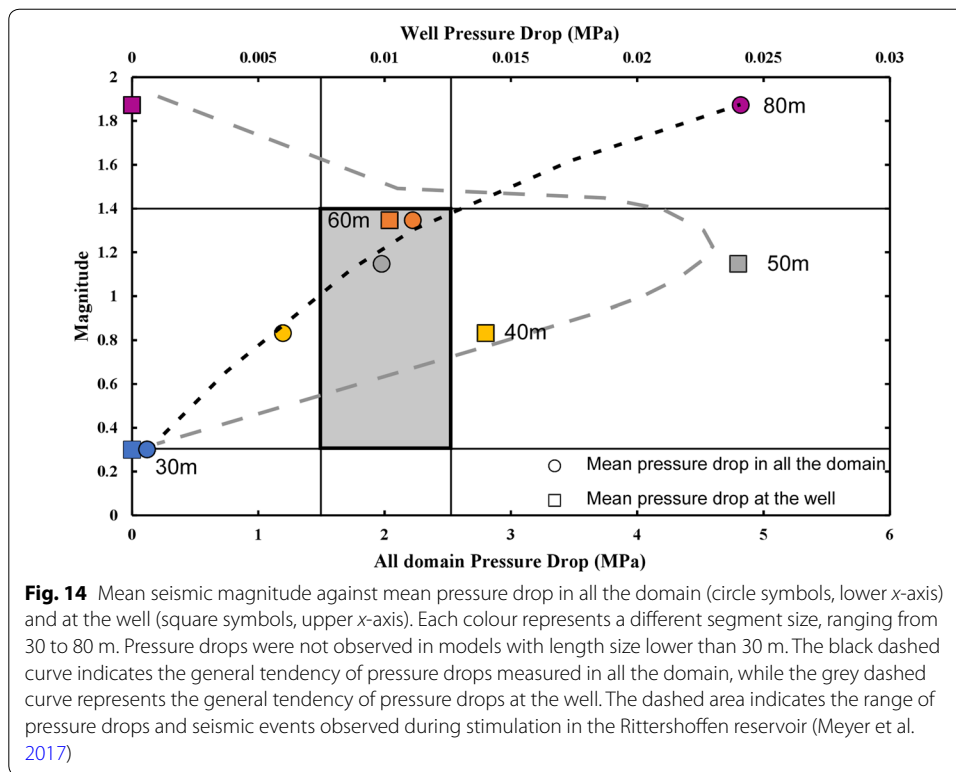 Well Pressure Drop (MPa)
0 0.005 0.01 0.015 0.02 0.025 0.03
2
1.8
1.6
1.4
1.2
1
0.8
0.6
0.4
0.2
0
Magnitude
80m
60m
50m
40m
30m
Mean pressure drop in all the domain
Mean pressure drop at the well
0 1 2 3 4 5 6
All domain Pressure Drop (MPa)
Fig. 14 Mean seismic magnitude against mean pressure drop in all the domain (circle symbols, lower x-axis)
and at the well (square symbols, upper x-axis). Each colour represents a different segment size, ranging from
30 to 80 m. Pressure drops were not observed in models with length size lower than 30 m. The black dashed
curve indicates the general tendency of pressure drops measured in all the domain, while the grey dashed
curve represents the general tendency of pressure drops at the well. The dashed area indicates the range of
pressure drops and seismic events observed during stimulation in the Rittershoffen reservoir (Meyer et al.
2017)